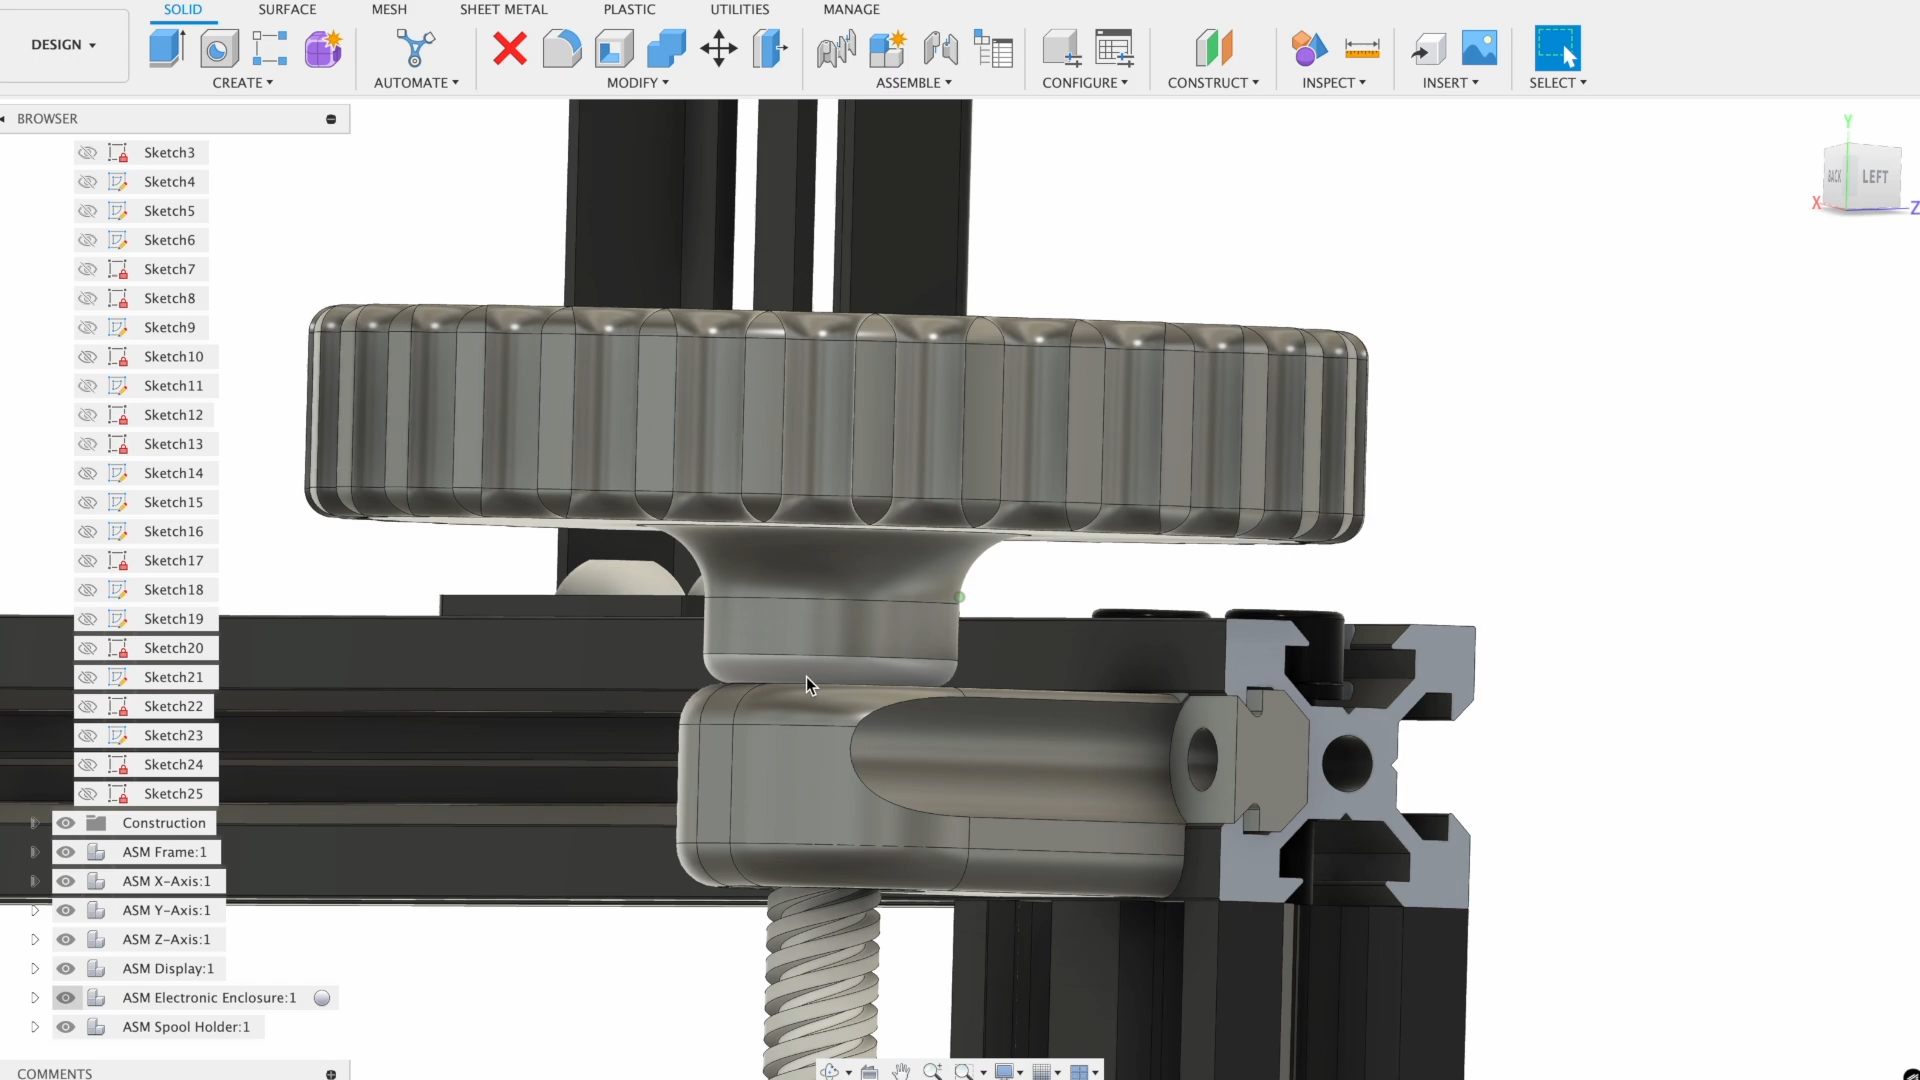 SOLID SURFACE MESH SHEET METAL PLASTIC UTILITIES MANAGE
DESIGN
CREATE AUTOMATE MODIFY ASSEMBLE CONFIGURE CONSTRUCT INSPECT INSERT SELECT
BROWSER
Sketch3
Sketch4
Sketch5
Sketch6
Sketch7
Sketch8
Sketch9
Sketch10
Sketch11
Sketch12
Sketch13
Sketch14
Sketch15
Sketch16
Sketch17
Sketch18
Sketch19
Sketch20
Sketch21
Sketch22
Sketch23
Sketch24
Sketch25
Construction
ASM Frame:1
ASM X-Axis:1
ASM Y-Axis:1
ASM Z-Axis:1
ASM Display:1
ASM Electronic Enclosure:1
ASM Spool Holder:1
COMMENTS
Y
BACK LEFT
X Z